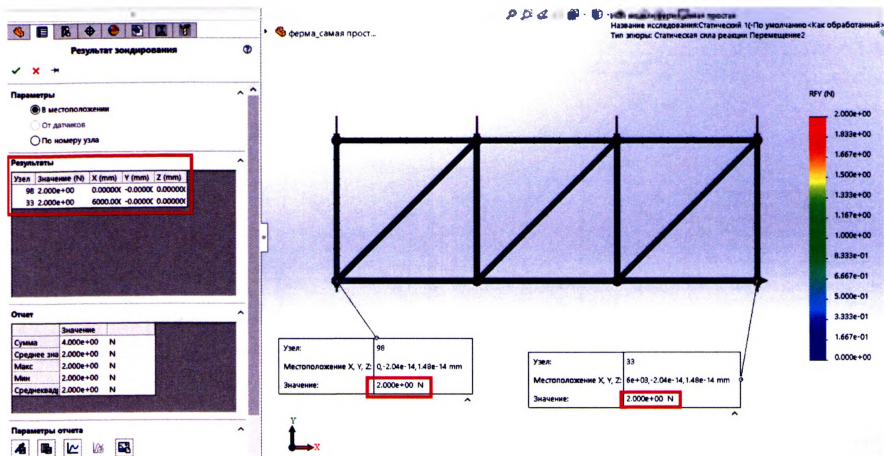 Результат зондирования
Параметры
В местоположении
От датчиков
По номеру узла
Результаты
Узел Значение (N) X (mm) Y (mm) Z (mm)
98 2.000e+00 0.00000( -0.0000( 0.00000(
33 2.000e+00 6000.00( -0.0000( 0.00000(
Отчет
Значение
Сумма 4.000e+00 N
Среднее зна 2.000e+00 N
Макс 2.000e+00 N
Мин 2.000e+00 N
Среднеквад 2.000e+00 N
Параметры отчета
ферма_самая прост...
Название исследования:Статический 1(-По умолчанию<Как обработанный>
Тип эпюры: Статическая сила реакции Перемещение2
RFY (N)
2.000e+00
1.833e+00
1.667e+00
1.500e+00
1.333e+00
1.167e+00
1.000e+00
8.333e-01
6.667e-01
5.000e-01
3.333e-01
1.667e-01
0.000e+00
Узел: 98
Местоположение X, Y, Z: 0,-2.04e-14,1.48e-14 mm
Значение: 2.000e+00 N
Узел: 33
Местоположение X, Y, Z: 6e+03,-2.04e-14,1.48e-14 mm
Значение: 2.000e+00 N
Y
X